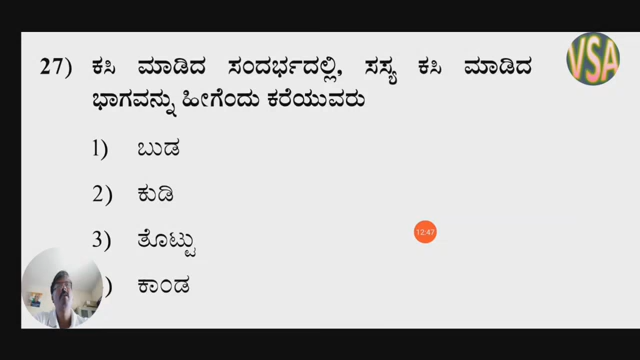 VSA
27) ಕಸಿ ಮಾಡಿದ ಸಂದರ್ಭದಲ್ಲಿ, ಸಸ್ಯ ಕಸಿ ಮಾಡಿದ
ಭಾಗವನ್ನು ಹೀಗೆಂದು ಕರೆಯುವರು
1) ಬುಡ
2) ಕುಡಿ
3) ತೊಟ್ಟು
12:47
) ಕಾಂಡ